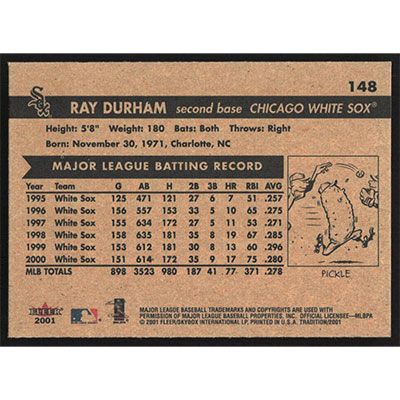 148
RAY DURHAM second base CHICAGO WHITE SOX®
Height: 5'8" Weight: 180 Bats: Both Throws: Right
Born: November 30, 1971, Charlotte, NC
MAJOR LEAGUE BATTING RECORD
Year Team G AB H 2B 3B HR RBI AVG
1995 White Sox 125 471 121 27 6 7 51 .257
1996 White Sox 156 557 153 33 5 10 65 .275
1997 White Sox 155 634 172 27 5 11 53 .271
1998 White Sox 158 635 181 35 8 19 67 .285
1999 White Sox 153 612 181 30 8 13 60 .296
2000 White Sox 151 614 172 35 9 17 75 .280
MLB TOTALS 898 3523 980 187 41 77 371 .278
PICKLE
FLEER
2001
MAJOR LEAGUE BASEBALL TRADEMARKS AND COPYRIGHTS ARE USED WITH
PERMISSION OF MAJOR LEAGUE BASEBALL PROPERTIES, INC. OFFICIAL LICENSEE—MLBPA
© 2001 FLEER/SKYBOX INTERNATIONAL LP. PRINTED IN U.S.A. TRADITION/2001